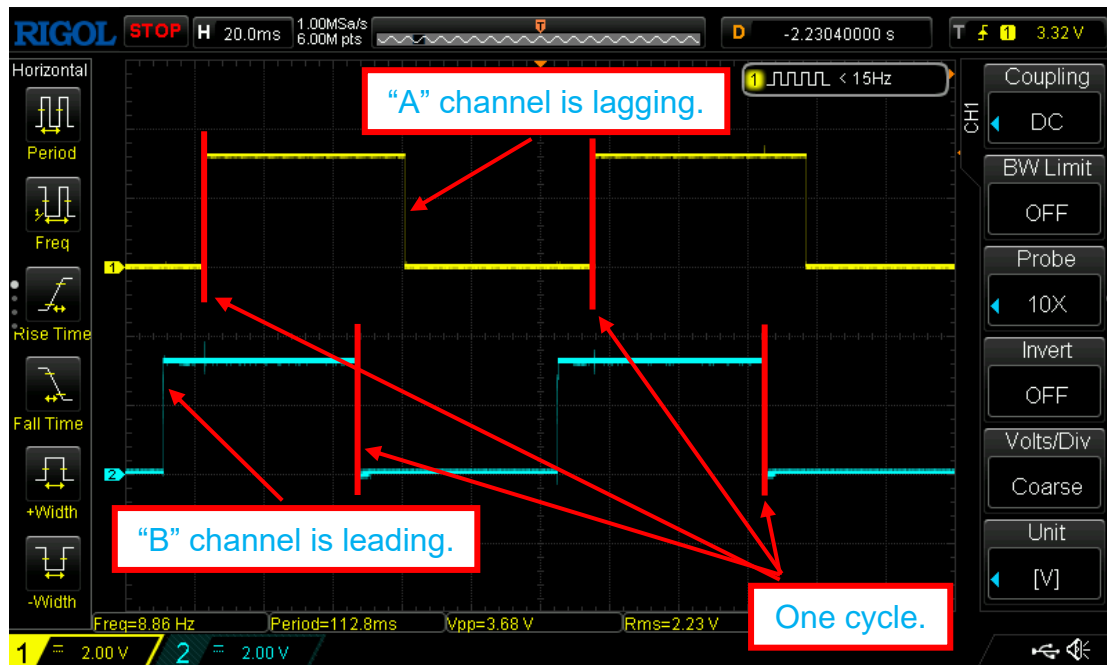 RIGOL STOP H 20.0ms 1.00MSa/s 6.00M pts D -2.23040000 s T 1 3.32 V
Horizontal
Period
Freq
Rise Time
Fall Time
+Width
-Width
1 < 15Hz
“A” channel is lagging.
1
2
“B” channel is leading.
One cycle.
CH1
Coupling
DC
BW Limit
OFF
Probe
10X
Invert
OFF
Volts/Div
Coarse
Unit
[V]
Freq=8.86 Hz Period=112.8ms Vpp=3.68 V Rms=2.23 V
1 = 2.00 V 2 = 2.00 V